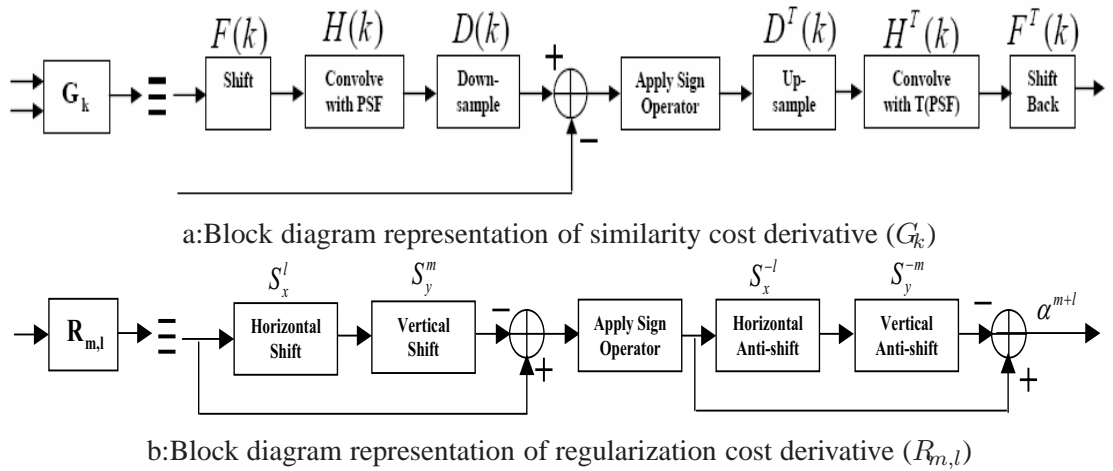 F(k) H(k) D(k) D^T(k) H^T(k) F^T(k)
G_k Shift Convolve with PSF Down-sample + − Apply Sign Operator Up-sample Convolve with T(PSF) Shift Back
a:Block diagram representation of similarity cost derivative (G_k)
S_x^l S_y^m S_x^{-l} S_y^{-m} α^{m+l}
R_{m,l} Horizontal Shift Vertical Shift − + Apply Sign Operator Horizontal Anti-shift Vertical Anti-shift − +
b:Block diagram representation of regularization cost derivative (R_{m,l})